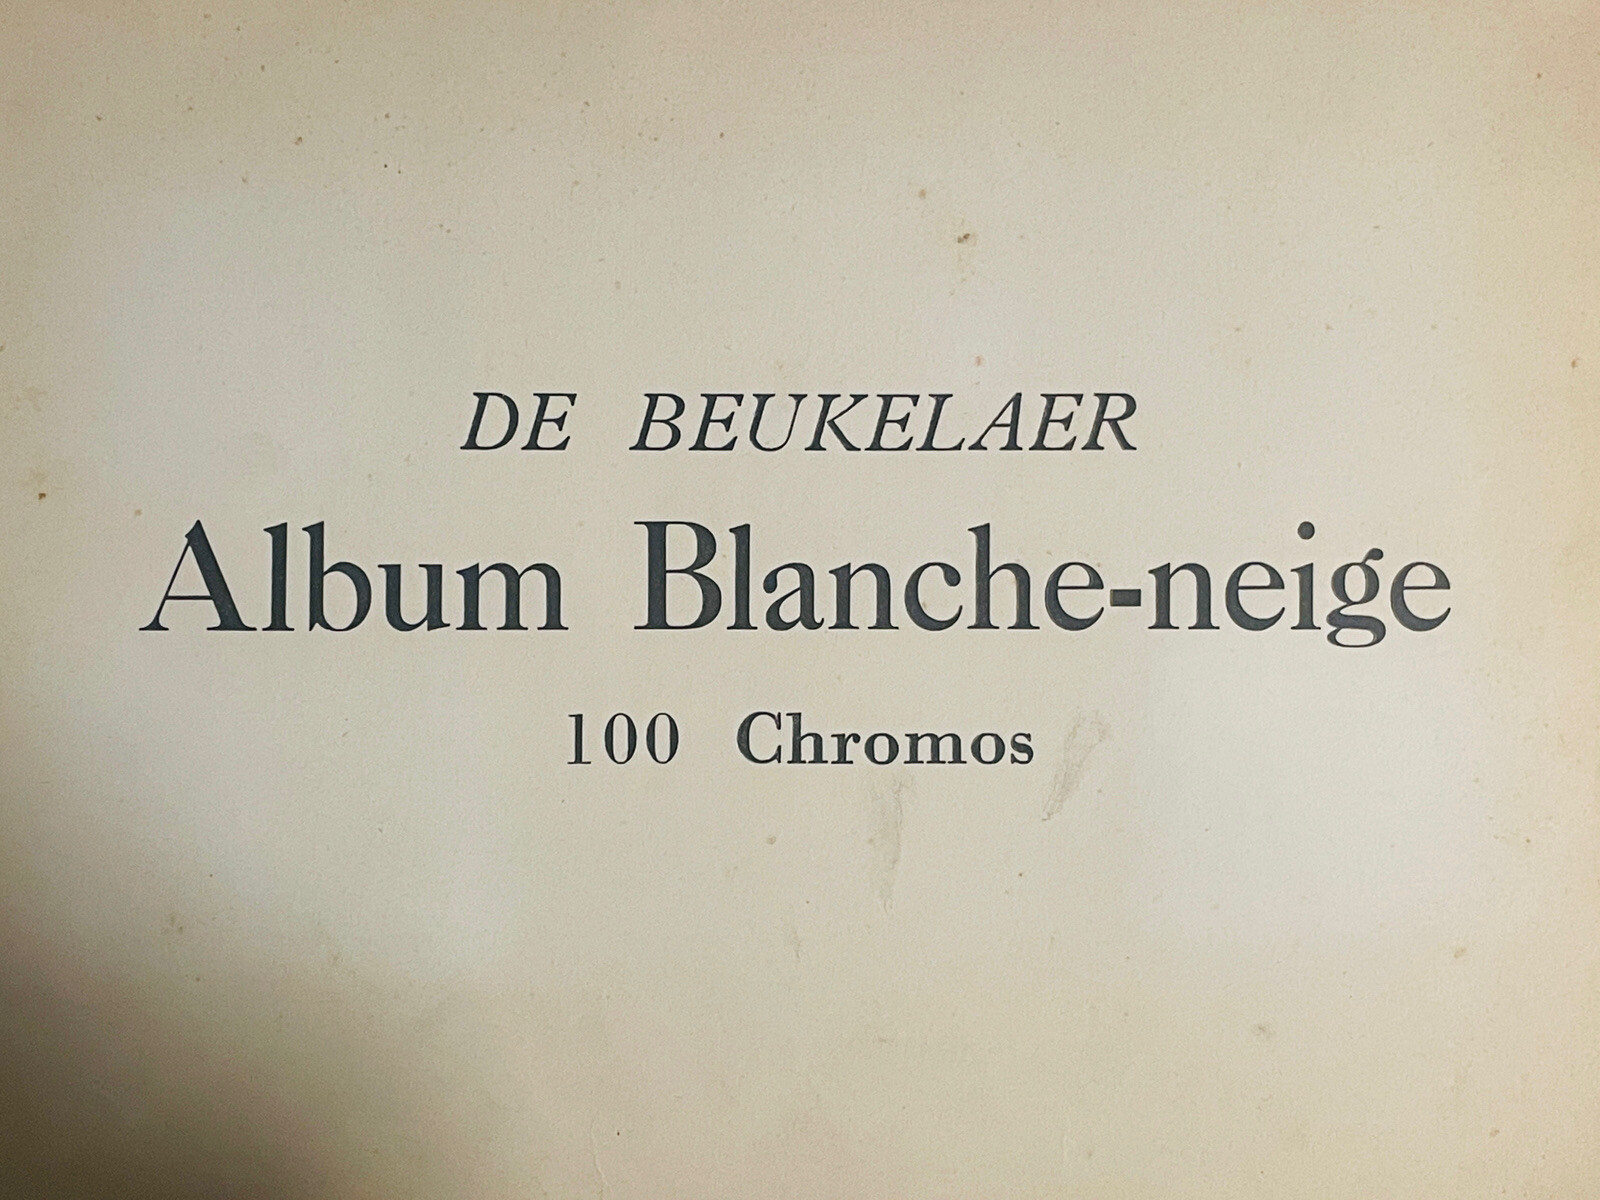 DE BEUKELAER
Album Blanche-neige
100 Chromos